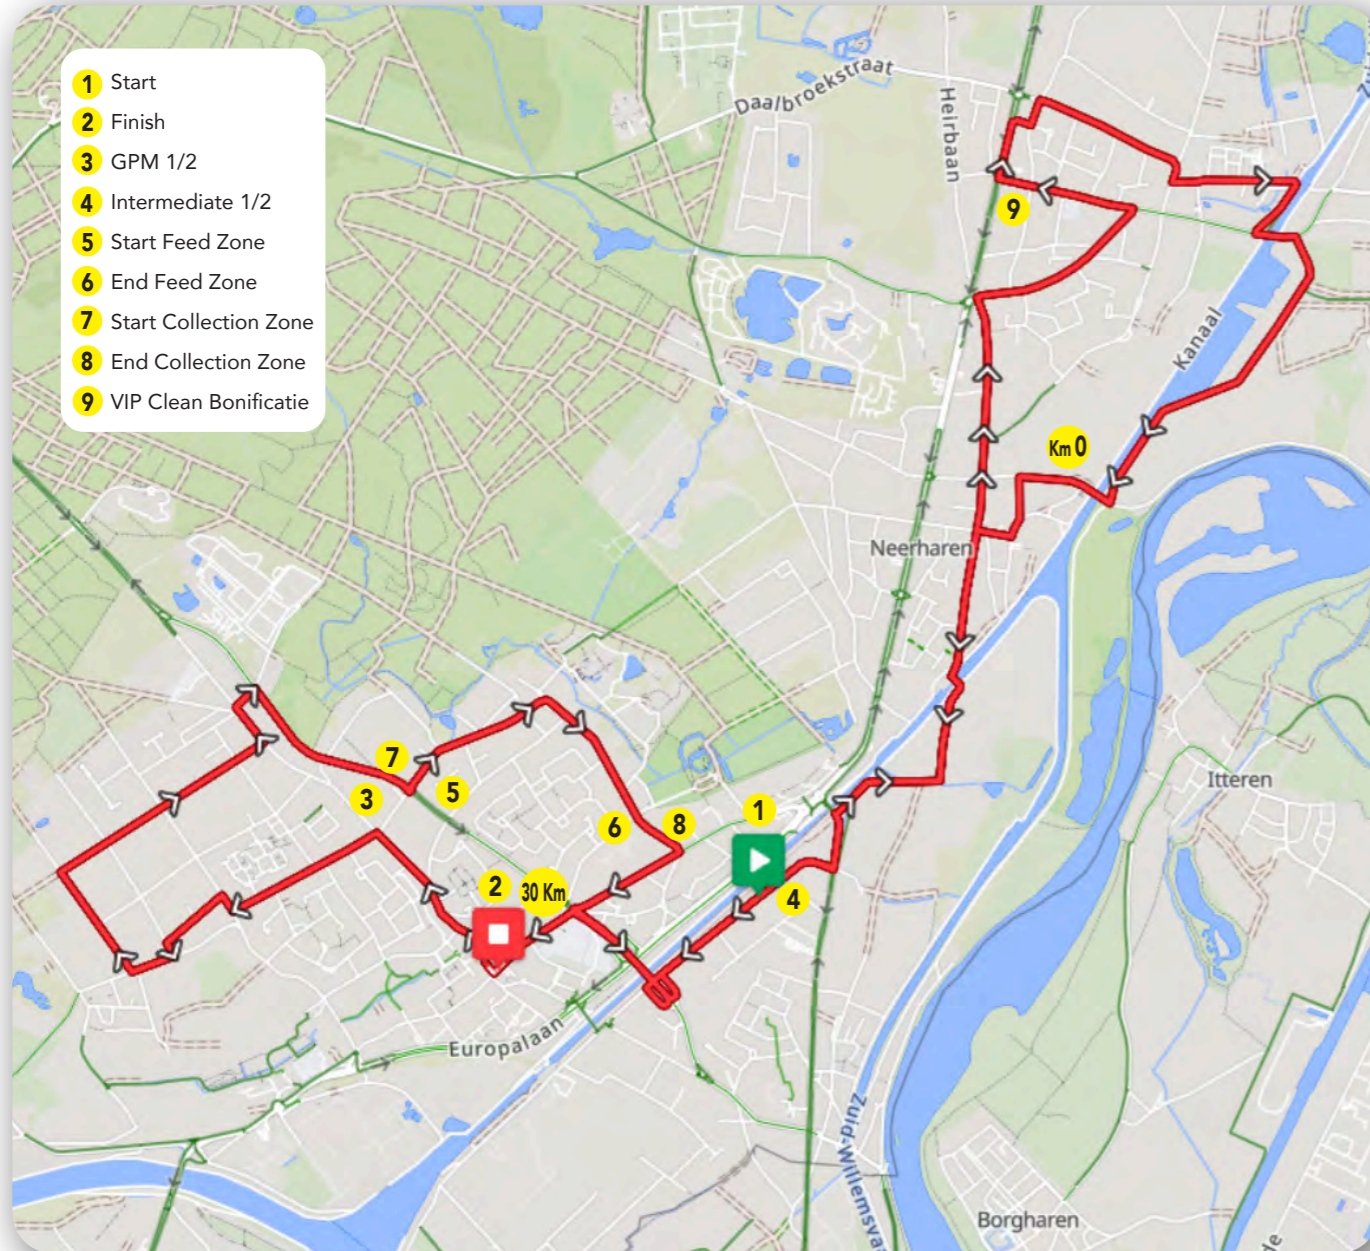 1 Start
2 Finish
3 GPM 1/2
4 Intermediate 1/2
5 Start Feed Zone
6 End Feed Zone
7 Start Collection Zone
8 End Collection Zone
9 VIP Clean Bonificatie
Daalbroekstraat
Heirbaan
9
Kanaal
Km 0
Neerharen
7
3
5
6
8
1
Itteren
2
30 Km
4
Europalaan
Zuid-Willemsvaa
Borgharen
de